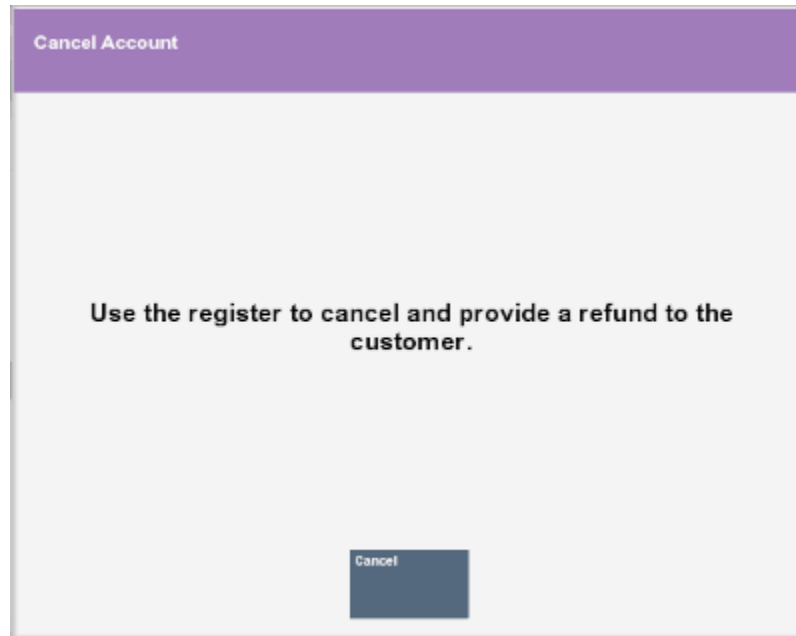 Cancel Account
Use the register to cancel and provide a refund to the
customer.
Cancel